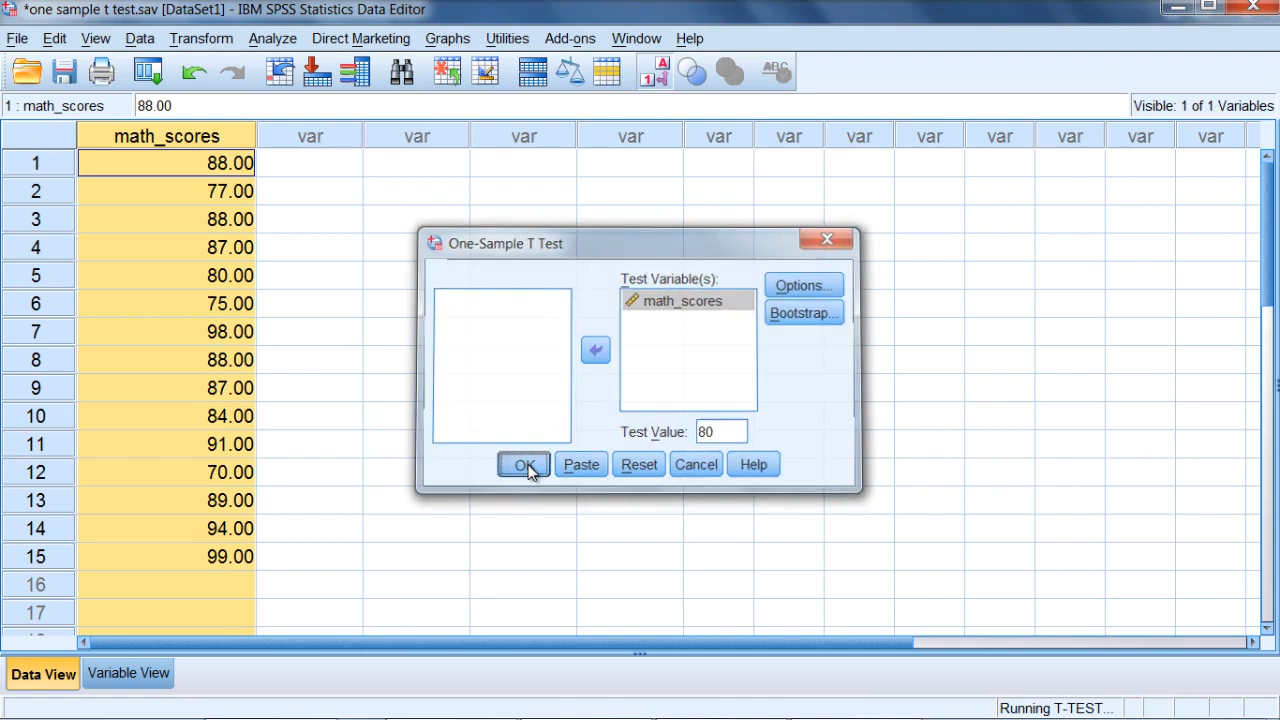 *one sample t test.sav [DataSet1] - IBM SPSS Statistics Data Editor
File Edit View Data Transform Analyze Direct Marketing Graphs Utilities Add-ons Window Help
A
14
ABC
1 : math_scores 88.00 Visible: 1 of 1 Variables
math_scores var var var var var var var var var var var
1 88.00
2 77.00
3 88.00
4 87.00
5 80.00
6 75.00
7 98.00
8 88.00
9 87.00
10 84.00
11 91.00
12 70.00
13 89.00
14 94.00
15 99.00
16
17
One-Sample T Test
Test Variable(s):
math_scores
Options...
Bootstrap...
Test Value: 80
OK Paste Reset Cancel Help
Data View Variable View
Running T-TEST...